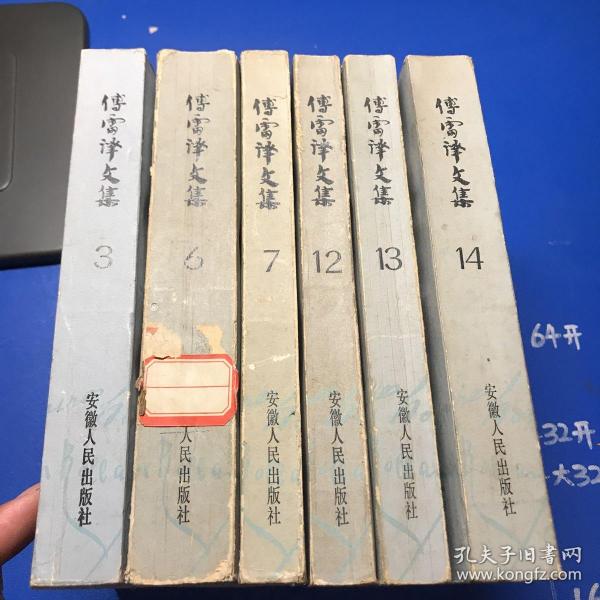 傅雷译文集
3
安徽人民出版社
傅雷译文集
6
人民出版社
傅雷译文集
7
安徽人民出版社
傅雷译文集
12
安徽人民出版社
傅雷译文集
13
安徽人民出版社
傅雷译文集
14
安徽人民出版社
64开
32开
大32
孔夫子旧书网
www.kongfz.com